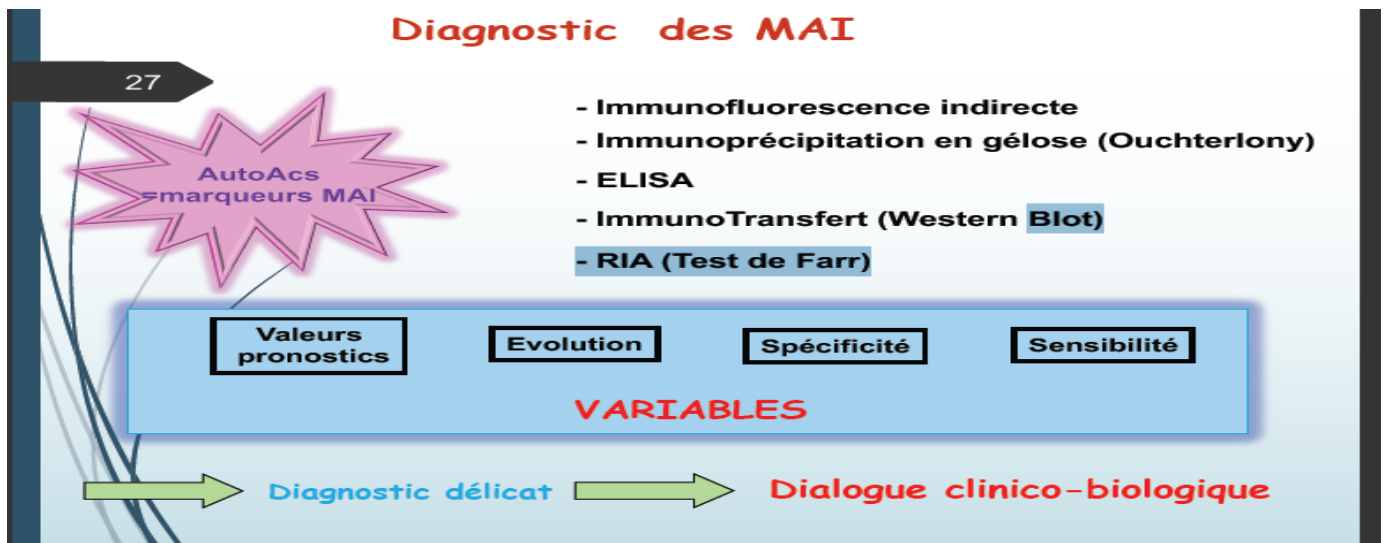 Diagnostic des MAI
27
- Immunofluorescence indirecte
- Immunoprécipitation en gélose (Ouchterlony)
AutoAcs
=marqueurs MAI
- ELISA
- ImmunoTransfert (Western Blot)
- RIA (Test de Farr)
Valeurs
pronostics
Evolution
Spécificité
Sensibilité
VARIABLES
Diagnostic délicat
Dialogue clinico-biologique